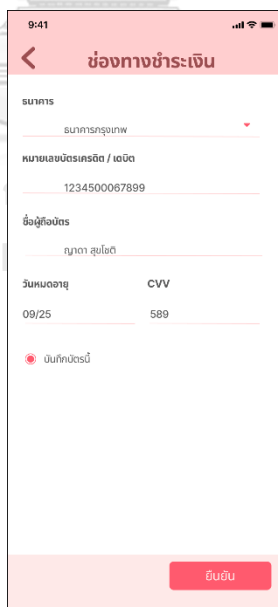 9:41
ช่องทางชำระเงิน
ธนาคาร
ธนาคารกรุงเทพ
หมายเลขบัตรเครดิต / เดบิต
1234500067899
ชื่อผู้ถือบัตร
ญาดา สุขโชติ
วันหมดอายุ CVV
09/25 589
บันทึกบัตรนี้
ยืนยัน